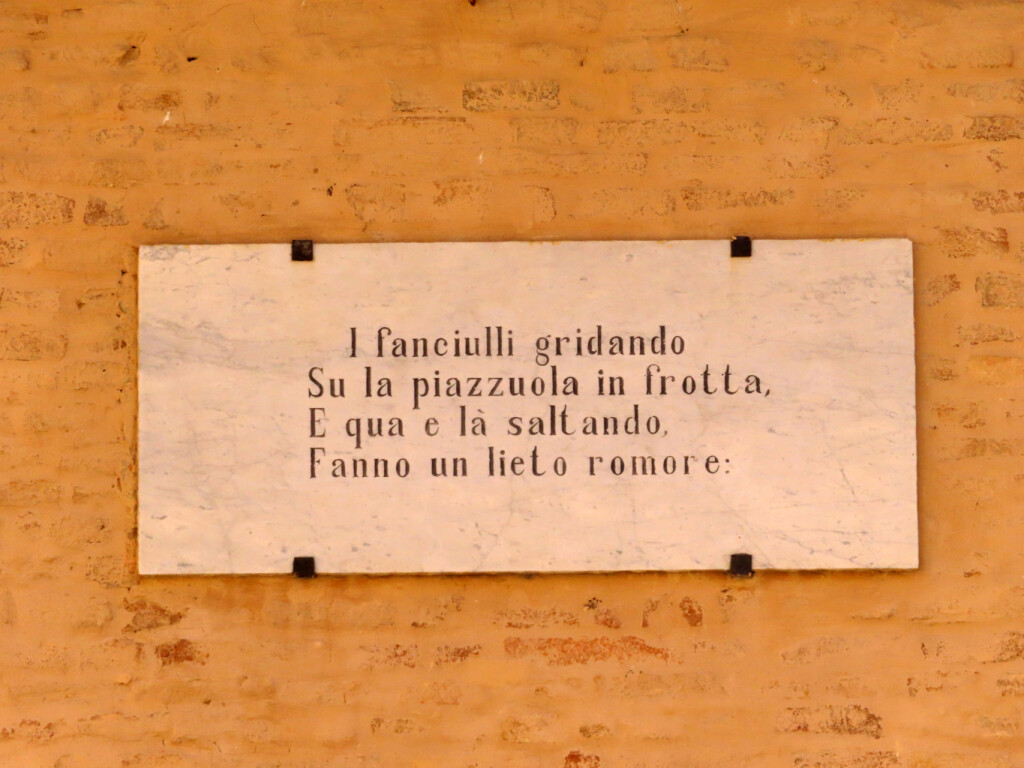 I fanciulli gridando
Su la piazzuola in frotta,
E qua e là saltando,
Fanno un lieto romore: